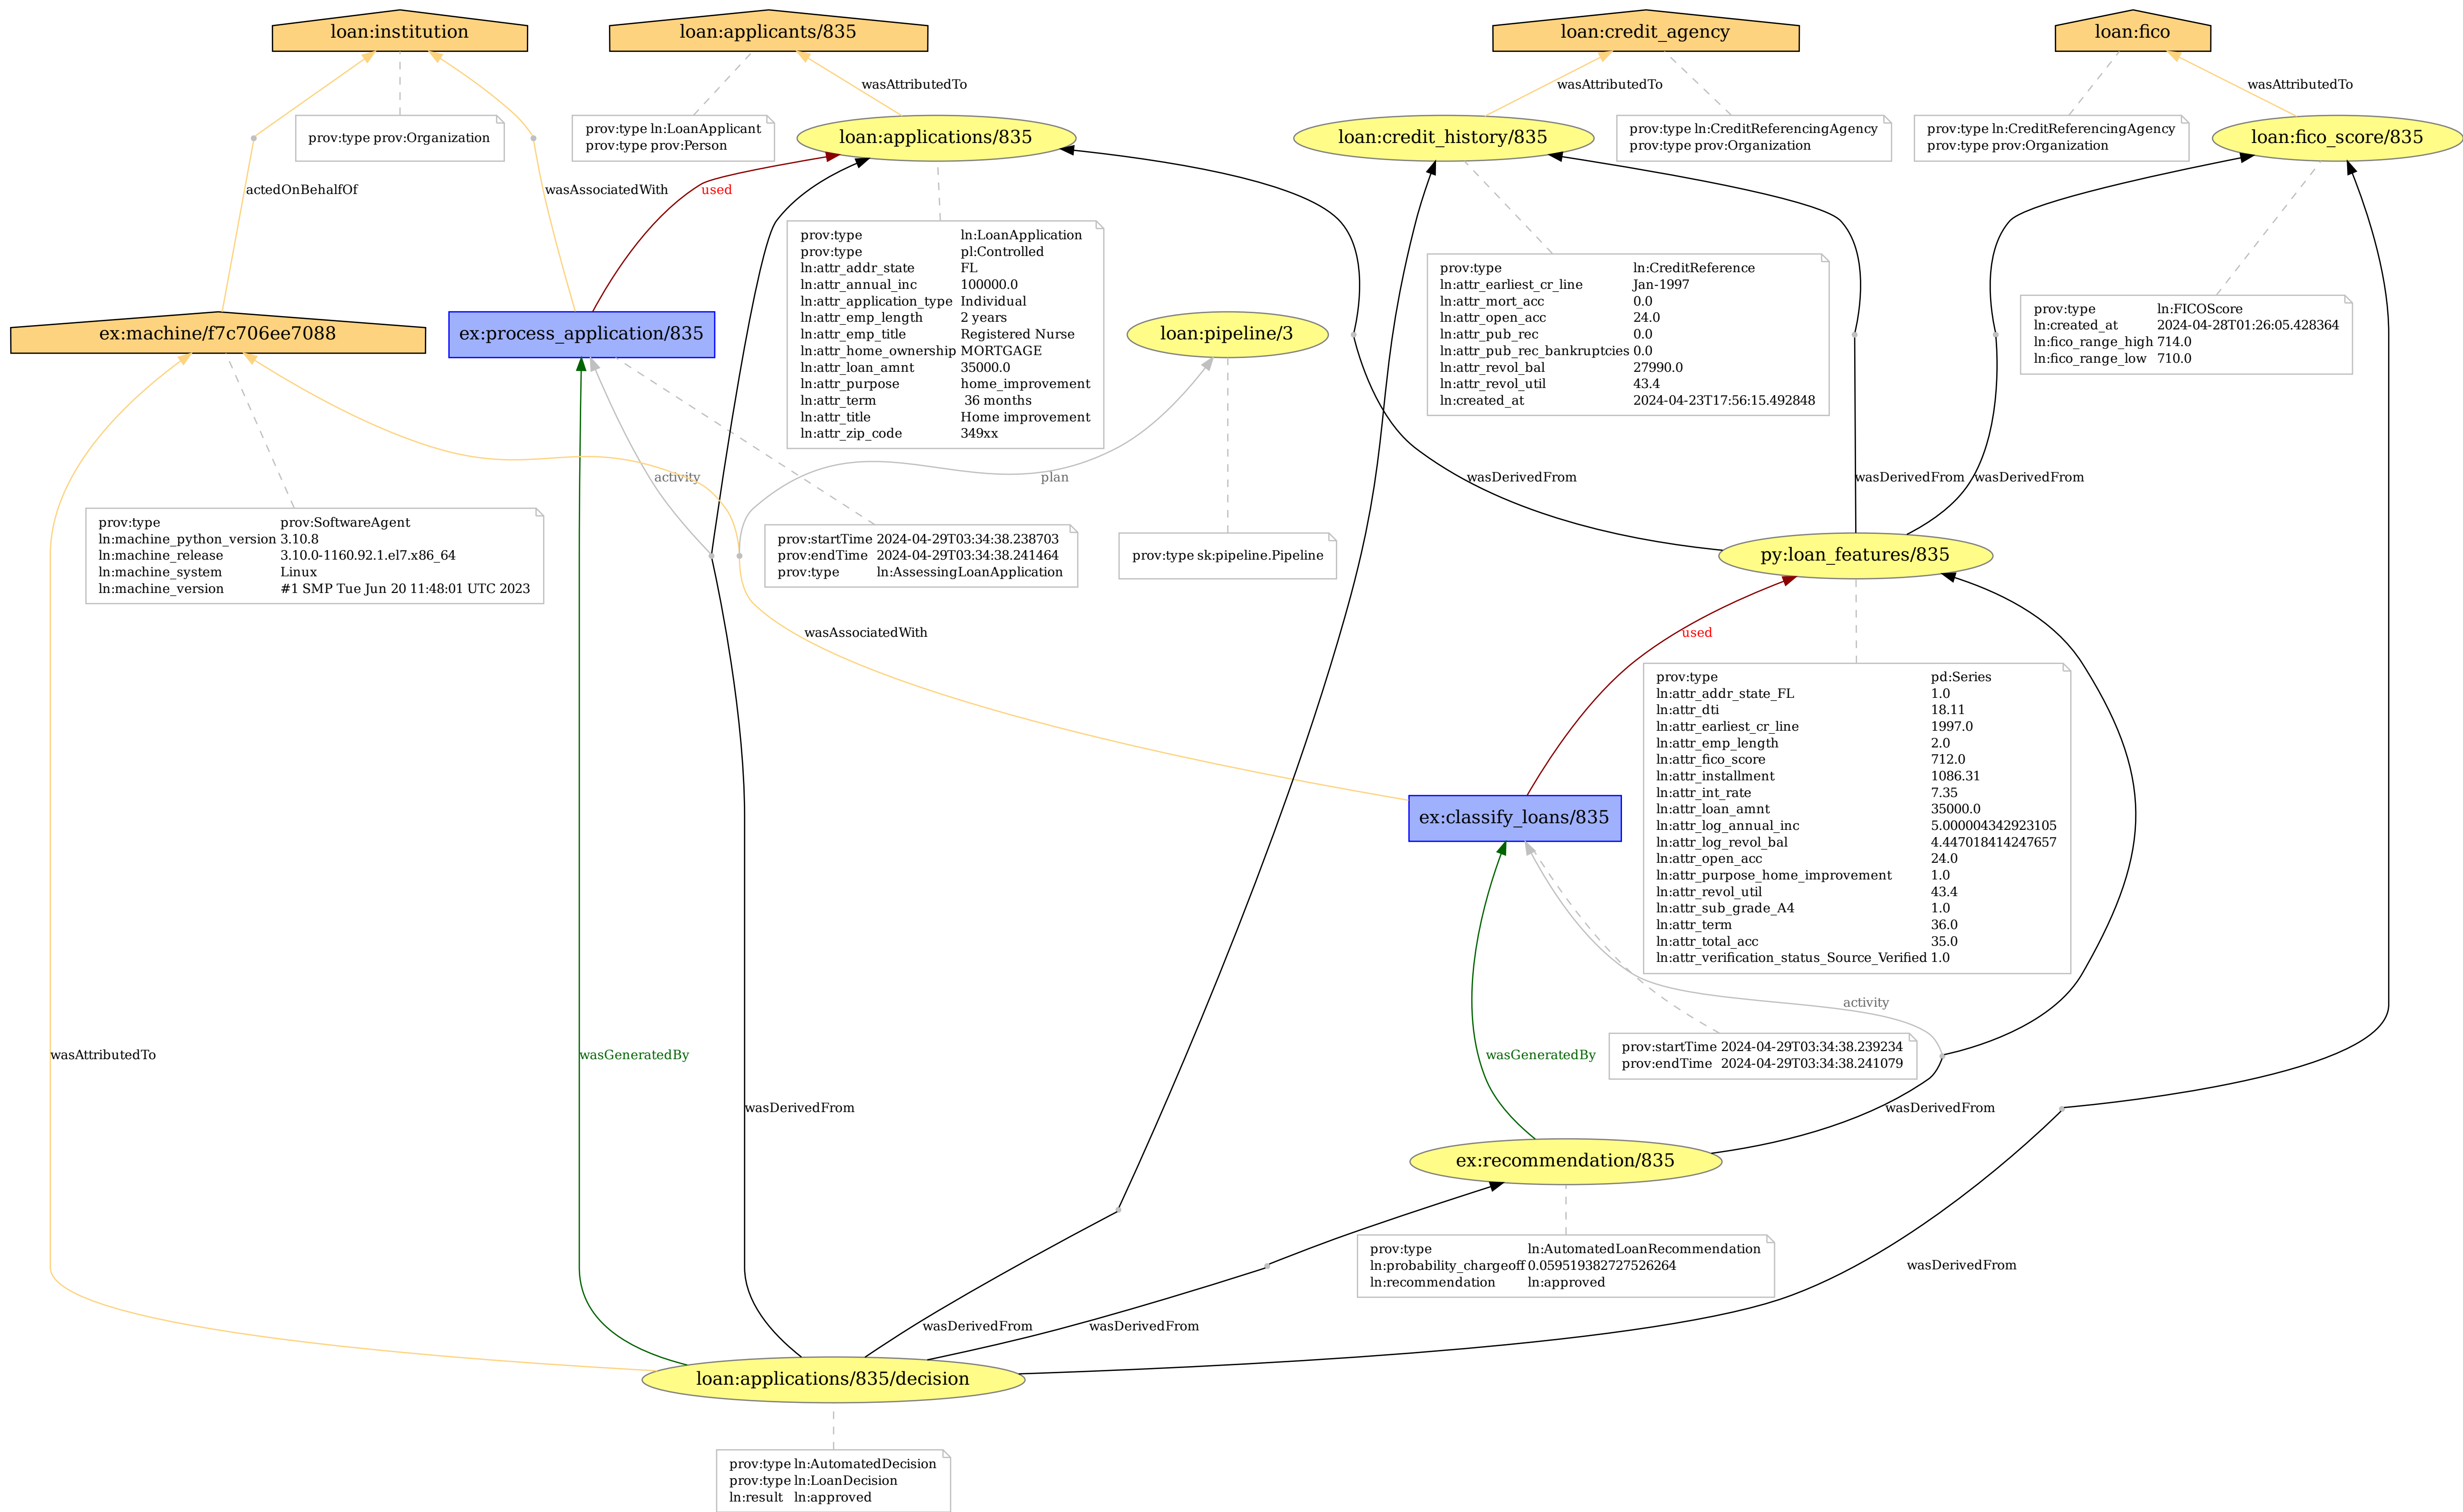 loan:institution
loan:applicants/835
loan:credit_agency
loan:fico
wasAttributedTo
wasAttributedTo
wasAttributedTo
prov:type prov:Organization
prov:type ln:LoanApplicant
prov:type prov:Person
loan:applications/835
loan:credit_history/835
prov:type ln:CreditReferencingAgency
prov:type prov:Organization
prov:type ln:CreditReferencingAgency
prov:type prov:Organization
loan:fico_score/835
actedOnBehalfOf
wasAssociatedWith
used
prov:type ln:LoanApplication
prov:type pl:Controlled
ln:attr_addr_state FL
ln:attr_annual_inc 100000.0
ln:attr_application_type Individual
ln:attr_emp_length 2 years
ln:attr_emp_title Registered Nurse
ln:attr_home_ownership MORTGAGE
ln:attr_loan_amnt 35000.0
ln:attr_purpose home_improvement
ln:attr_term 36 months
ln:attr_title Home improvement
ln:attr_zip_code 349xx
prov:type ln:CreditReference
ln:attr_earliest_cr_line Jan-1997
ln:attr_mort_acc 0.0
ln:attr_open_acc 24.0
ln:attr_pub_rec 0.0
ln:attr_pub_rec_bankruptcies 0.0
ln:attr_revol_bal 27990.0
ln:attr_revol_util 43.4
ln:created_at 2024-04-23T17:56:15.492848
prov:type ln:FICOScore
ln:created_at 2024-04-28T01:26:05.428364
ln:fico_range_high 714.0
ln:fico_range_low 710.0
ex:machine/f7c706ee7088
ex:process_application/835
loan:pipeline/3
activity
plan
wasDerivedFrom
wasDerivedFrom
wasDerivedFrom
prov:type prov:SoftwareAgent
ln:machine_python_version 3.10.8
ln:machine_release 3.10.0-1160.92.1.el7.x86_64
ln:machine_system Linux
ln:machine_version #1 SMP Tue Jun 20 11:48:01 UTC 2023
prov:startTime 2024-04-29T03:34:38.238703
prov:endTime 2024-04-29T03:34:38.241464
prov:type ln:AssessingLoanApplication
prov:type sk:pipeline.Pipeline
py:loan_features/835
wasAssociatedWith
used
prov:type pd:Series
ln:attr_addr_state_FL 1.0
ln:attr_dti 18.11
ln:attr_earliest_cr_line 1997.0
ln:attr_emp_length 2.0
ln:attr_fico_score 712.0
ln:attr_installment 1086.31
ln:attr_int_rate 7.35
ln:attr_loan_amnt 35000.0
ln:attr_log_annual_inc 5.000004342923105
ln:attr_log_revol_bal 4.447018414247657
ln:attr_open_acc 24.0
ln:attr_purpose_home_improvement 1.0
ln:attr_revol_util 43.4
ln:attr_sub_grade_A4 1.0
ln:attr_term 36.0
ln:attr_total_acc 35.0
ln:attr_verification_status_Source_Verified 1.0
ex:classify_loans/835
activity
wasAttributedTo
wasGeneratedBy
wasGeneratedBy
prov:startTime 2024-04-29T03:34:38.239234
prov:endTime 2024-04-29T03:34:38.241079
wasDerivedFrom
wasDerivedFrom
ex:recommendation/835
prov:type ln:AutomatedLoanRecommendation
ln:probability_chargeoff 0.059519382727526264
ln:recommendation ln:approved
wasDerivedFrom
wasDerivedFrom
wasDerivedFrom
loan:applications/835/decision
prov:type ln:AutomatedDecision
prov:type ln:LoanDecision
ln:result ln:approved